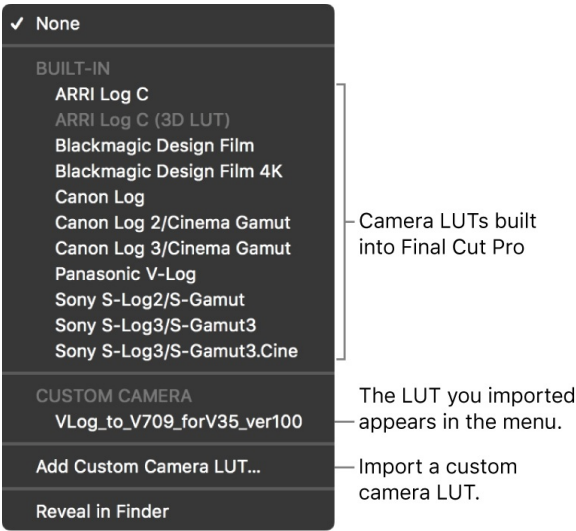 ✓ None
BUILT-IN
ARRI Log C
ARRI Log C (3D LUT)
Blackmagic Design Film
Blackmagic Design Film 4K
Canon Log
Canon Log 2/Cinema Gamut
Canon Log 3/Cinema Gamut
Panasonic V-Log
Sony S-Log2/S-Gamut
Sony S-Log3/S-Gamut3
Sony S-Log3/S-Gamut3.Cine
Camera LUTs built
into Final Cut Pro
CUSTOM CAMERA
VLog_to_V709_forV35_ver100
The LUT you imported
appears in the menu.
Add Custom Camera LUT...
Import a custom
camera LUT.
Reveal in Finder